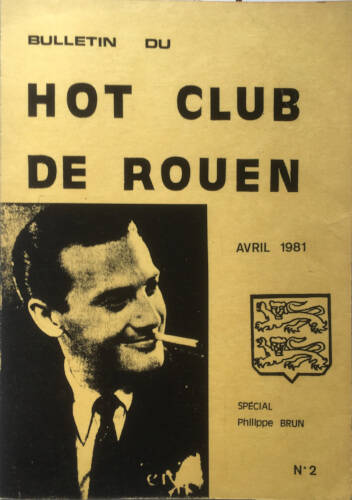 BULLETIN DU
HOT CLUB
DE ROUEN
AVRIL 1981
SPÉCIAL
Philippe BRUN
N°2